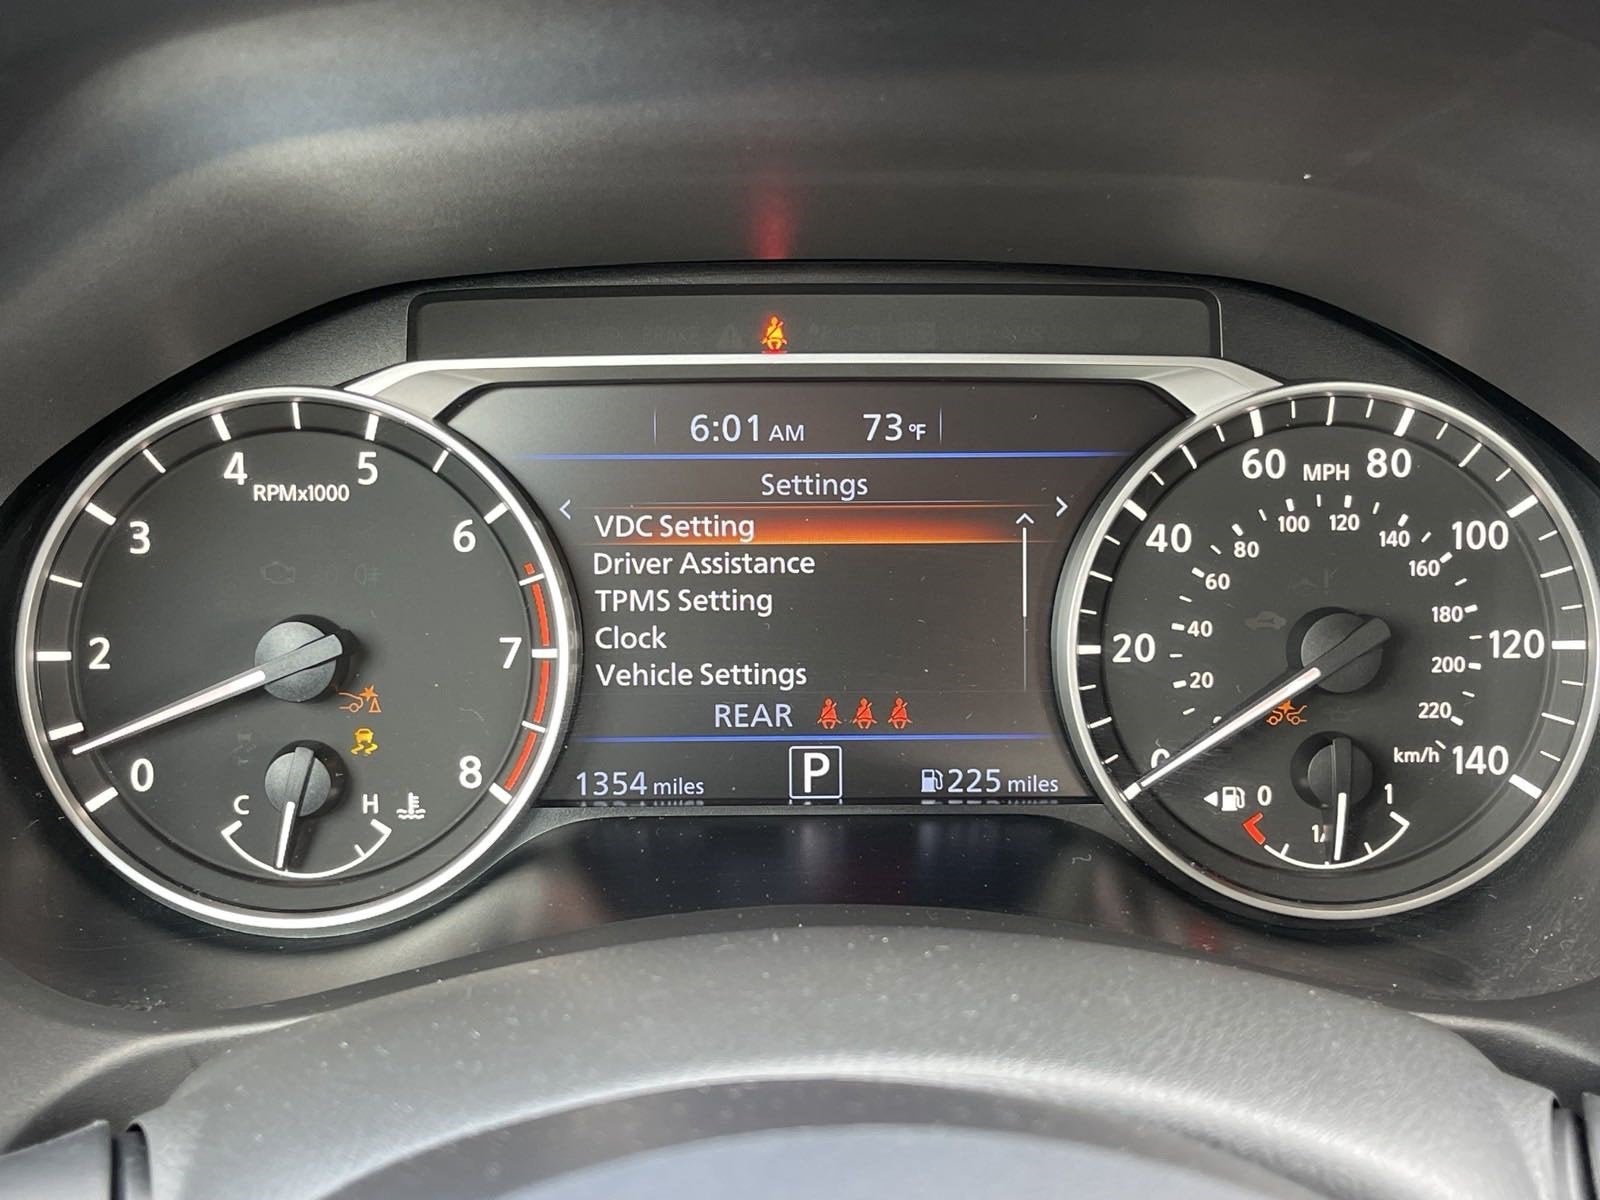 6:01 AM 73 °F
Settings
< >
VDC Setting
Driver Assistance
TPMS Setting
Clock
Vehicle Settings
REAR
1354 miles P 225 miles
0
2
3
4
5
6
7
8
RPMx1000
C H
0
20
40
60
80
100
120
140
MPH
20
40
60
80
100
120
140
160
180
200
220
km/h
0 1